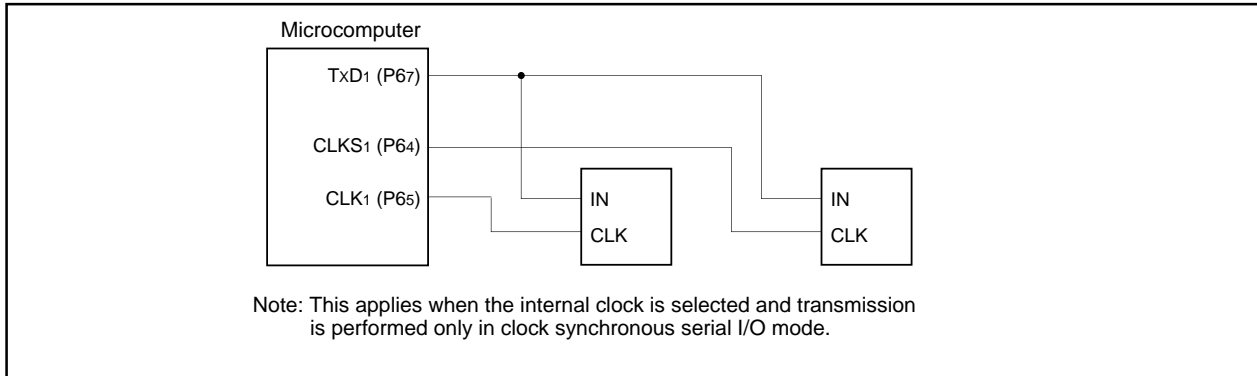 Microcomputer
TxD1 (P67)
CLKS1 (P64)
CLK1 (P65)
IN
CLK
IN
CLK
Note: This applies when the internal clock is selected and transmission
is performed only in clock synchronous serial I/O mode.